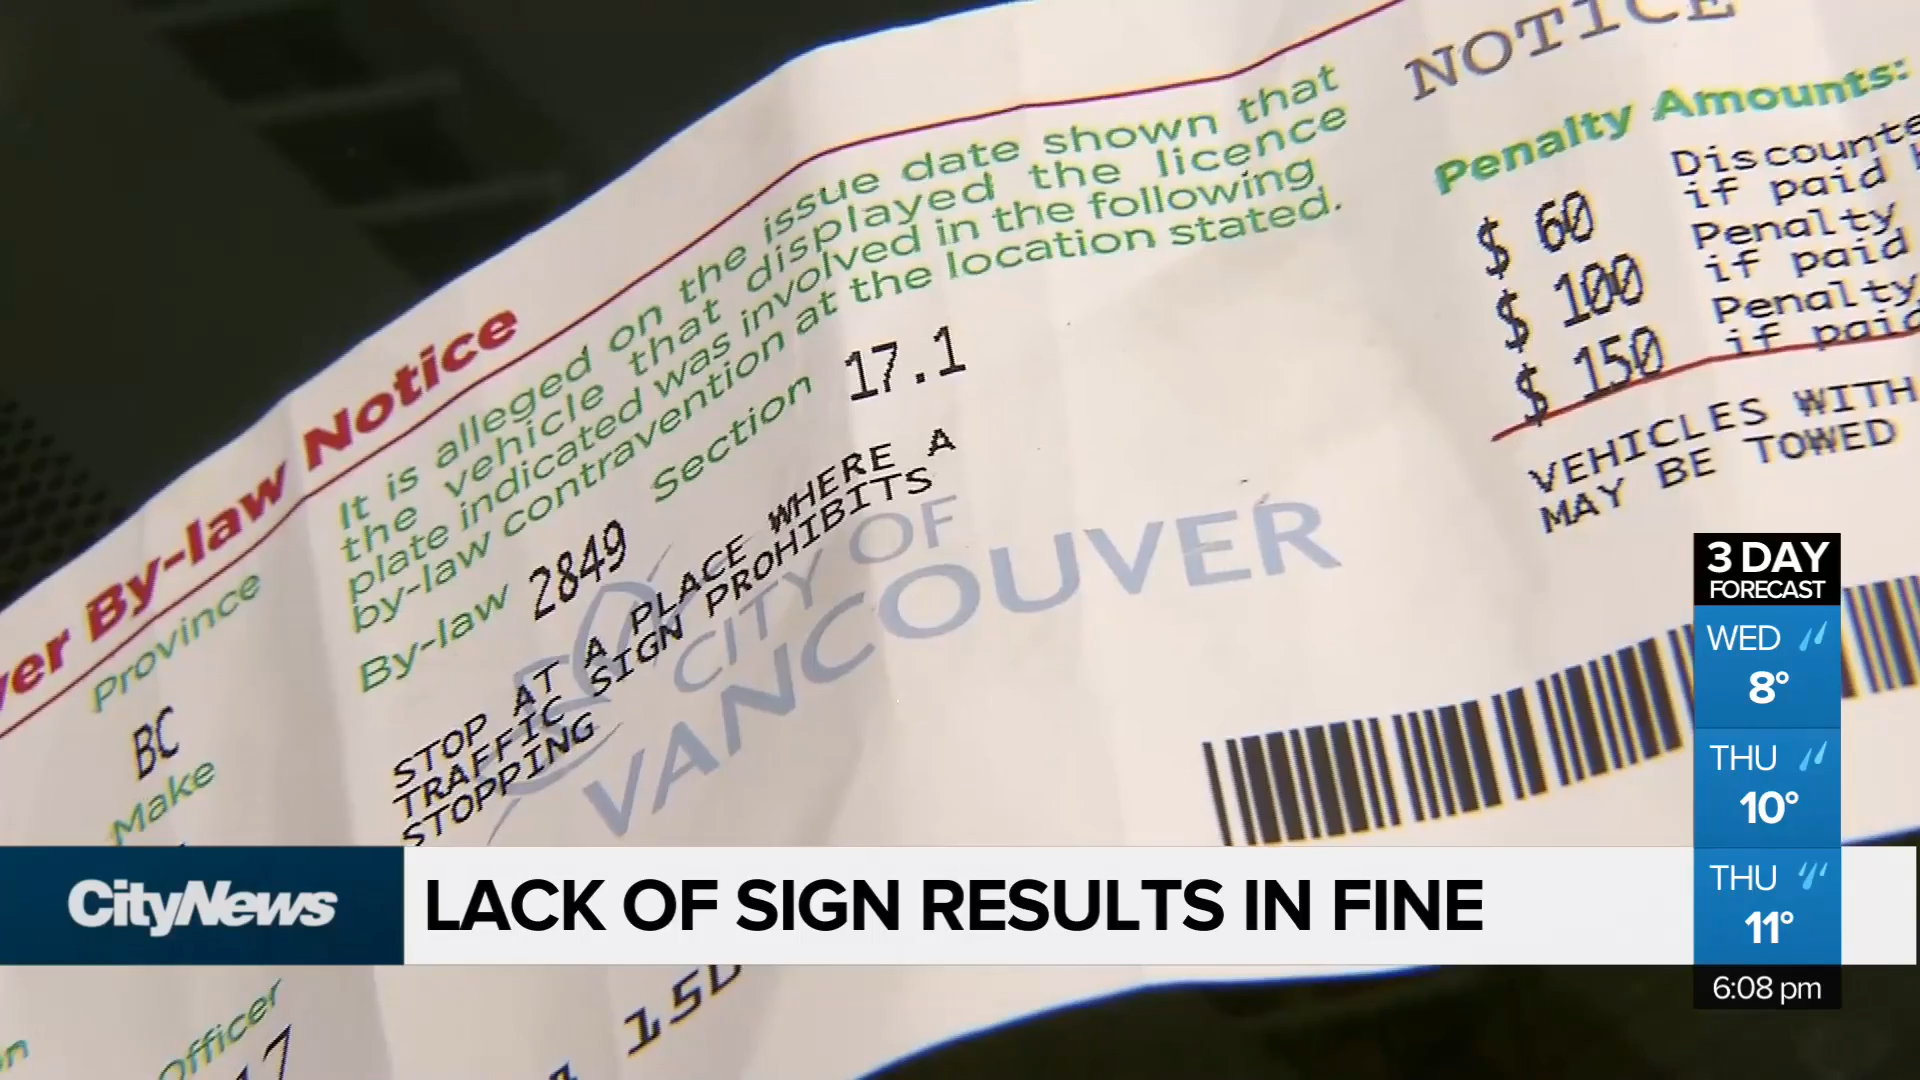 NOTICE
Penalty Amounts:
$ 60
if paid
$ 100
Penalty
if paid
$ 150
Penalty
if paid
VEHICLES WITH
MAY BE TOWED
By-law Notice
Province
BC
Make
It is alleged on the issue date shown that
the vehicle that displayed the licence
plate indicated was involved in the following
by-law contravention at the location stated.
By-law 2849 Section 17.1
STOP AT A PLACE WHERE A
TRAFFIC SIGN PROHIBITS
STOPPING
CITY OF
VANCOUVER
Officer
3 DAY
FORECAST
WED
8°
THU
10°
THU
11°
6:08 pm
CityNews
LACK OF SIGN RESULTS IN FINE